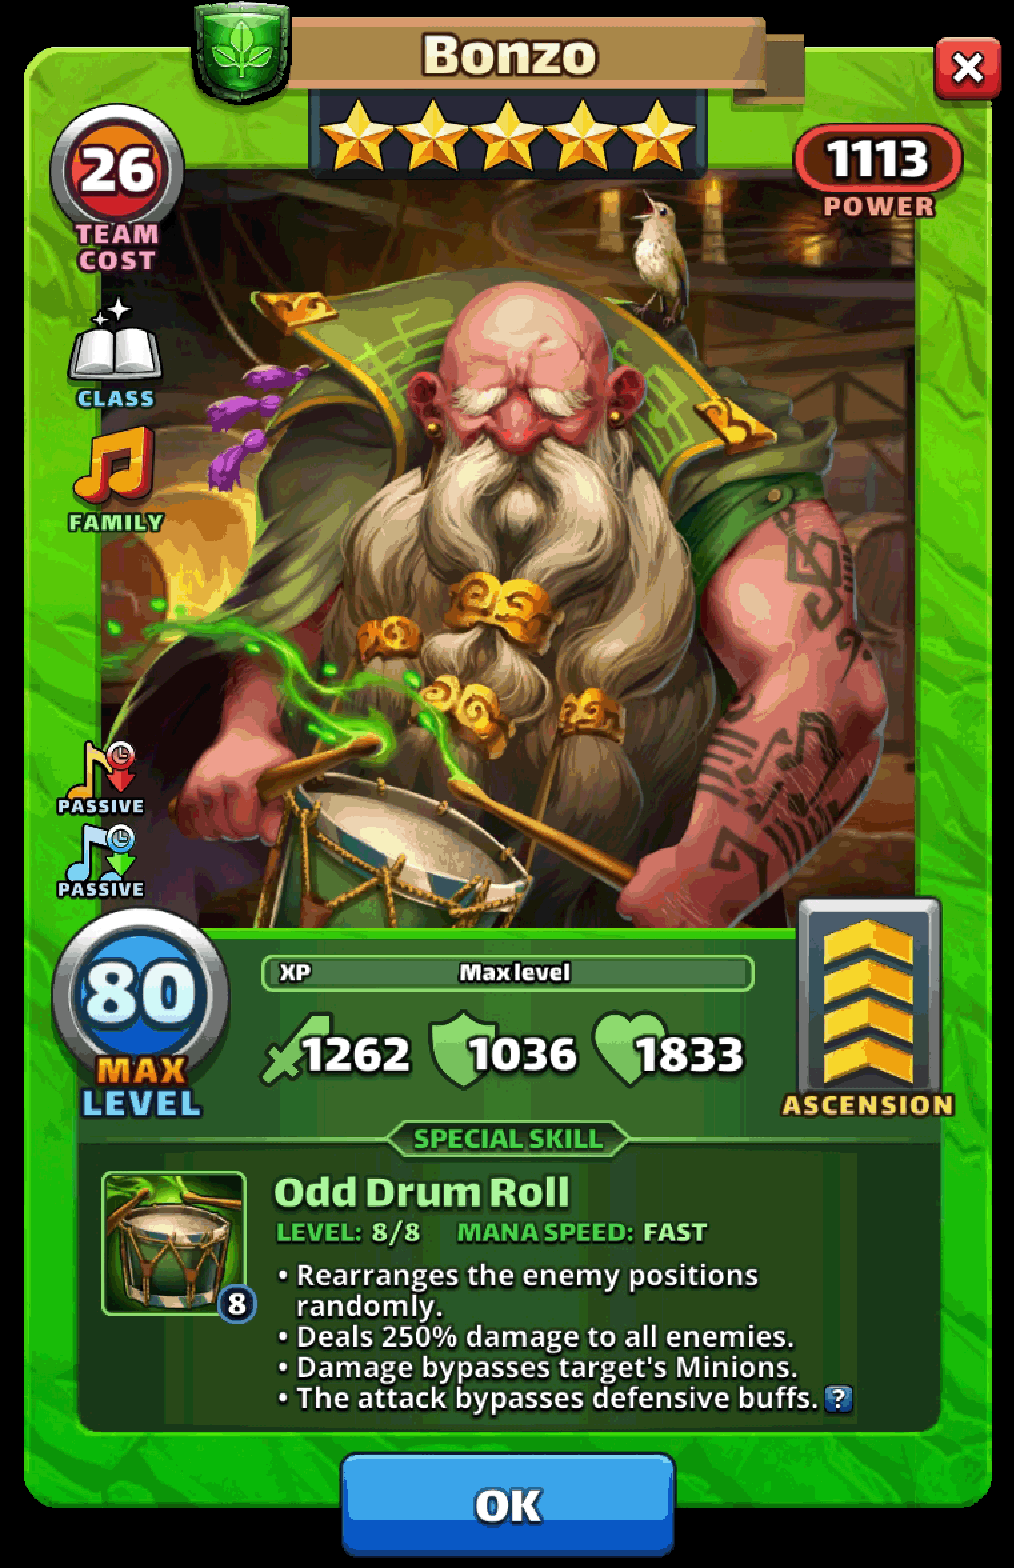 Bonzo
26
TEAM
COST
1113
POWER
CLASS
FAMILY
PASSIVE
PASSIVE
80
MAX
LEVEL
XP Max level
1262 1036 1833
ASCENSION
SPECIAL SKILL
Odd Drum Roll
LEVEL: 8/8 MANA SPEED: FAST
8
• Rearranges the enemy positions
randomly.
• Deals 250% damage to all enemies.
• Damage bypasses target's Minions.
• The attack bypasses defensive buffs. ?
OK